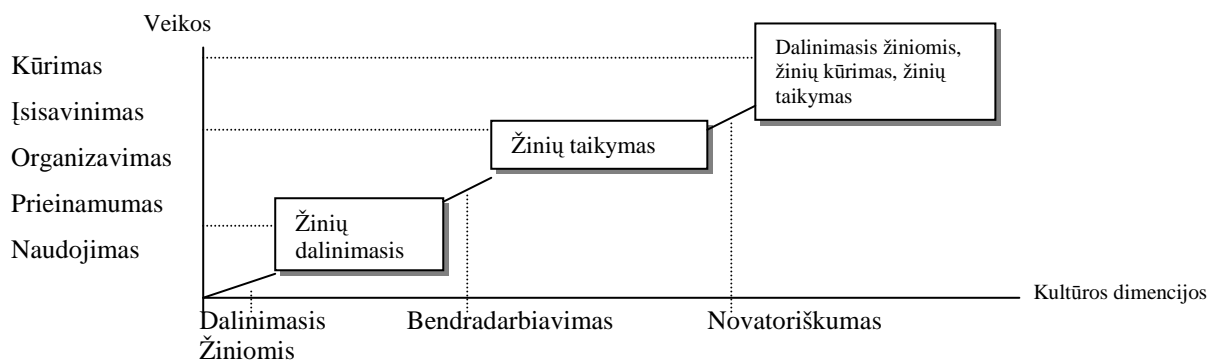 Veikos
Kūrimas
Įsisavinimas
Organizavimas
Prieinamumas
Naudojimas
Dalinimasis žiniomis,
žinių kūrimas, žinių
taikymas
Žinių taikymas
Žinių
dalinimasis
Kultūros dimencijos
Dalinimasis
Žiniomis
Bendradarbiavimas
Novatoriškumas